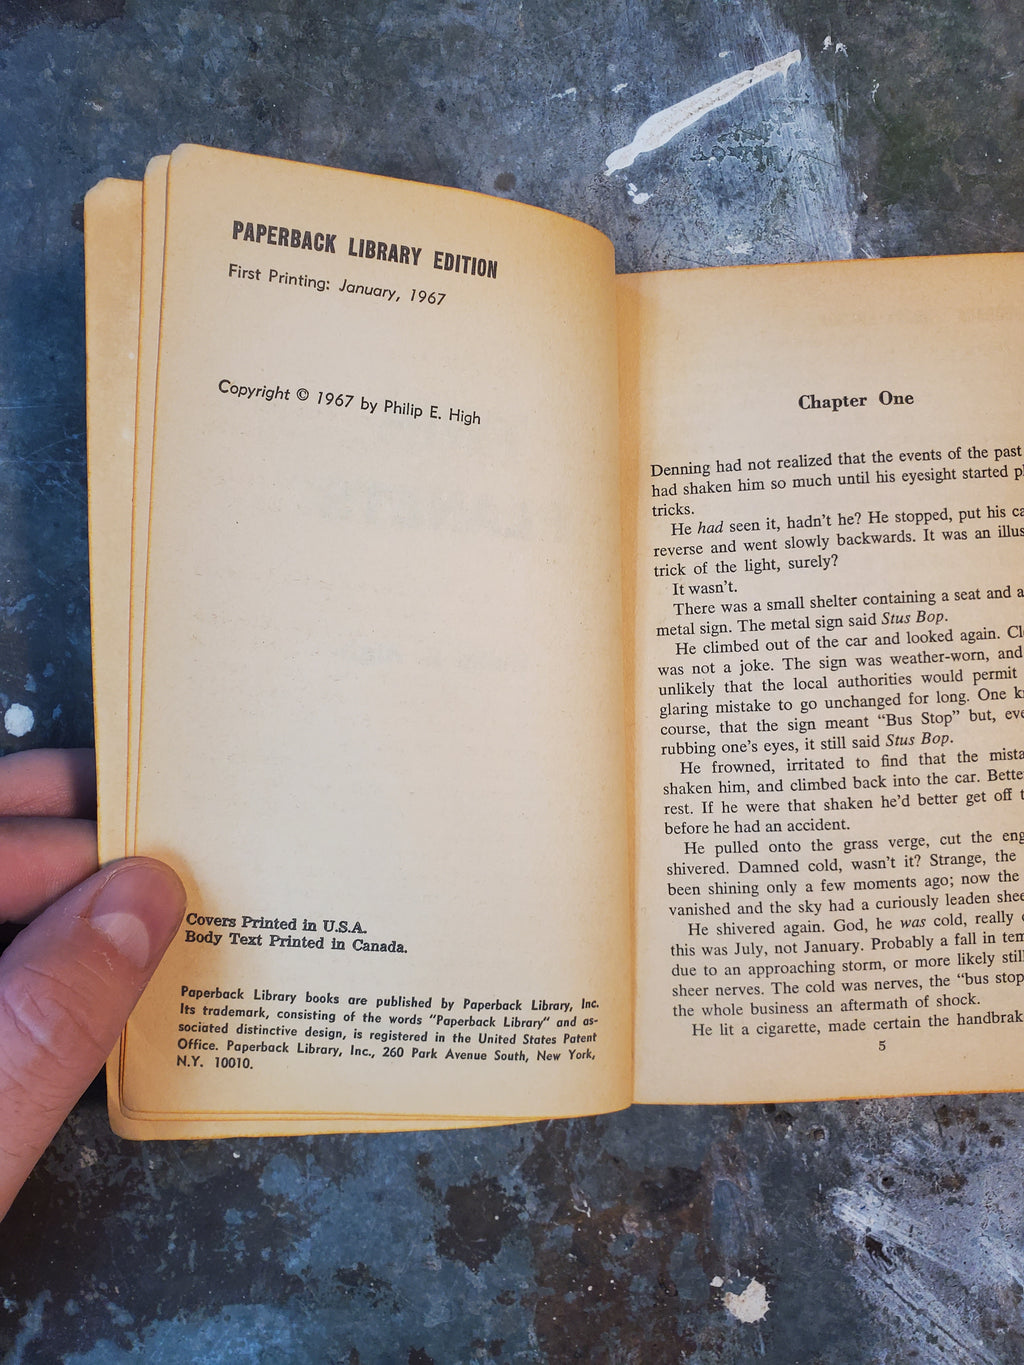 PAPERBACK LIBRARY EDITION
First Printing: January, 1967
Copyright © 1967 by Philip E. High
Covers Printed in U.S.A.
Body Text Printed in Canada.
Paperback Library books are published by Paperback Library, Inc.
Its trademark, consisting of the words "Paperback Library" and as-
sociated distinctive design, is registered in the United States Patent
Office. Paperback Library, Inc., 260 Park Avenue South, New York,
N.Y. 10010.
Chapter One
Denning had not realized that the events of the past
had shaken him so much until his eyesight started
tricks.
He had seen it, hadn't he? He stopped, put his
reverse and went slowly backwards. It was an
trick of the light, surely?
It wasn't.
There was a small shelter containing a seat and a
metal sign. The metal sign said Stus Bop.
He climbed out of the car and looked again.
was not a joke. The sign was weather-worn, and
unlikely that the local authorities would permit
glaring mistake to go unchanged for long. One
course, that the sign meant "Bus Stop" but,
rubbing one's eyes, it still said Stus Bop.
He frowned, irritated to find that the
shaken him, and climbed back into the car.
rest. If he were that shaken he'd better get off
before he had an accident.
He pulled onto the grass verge, cut the
shivered. Damned cold, wasn't it? Strange, the
been shining only a few moments ago; now the
vanished and the sky had a curiously leaden
He shivered again. God, he was cold, really
this was July, not January. Probably a fall in
due to an approaching storm, or more likely
sheer nerves. The cold was nerves, the "bus
the whole business an aftermath of shock.
He lit a cigarette, made certain the
5